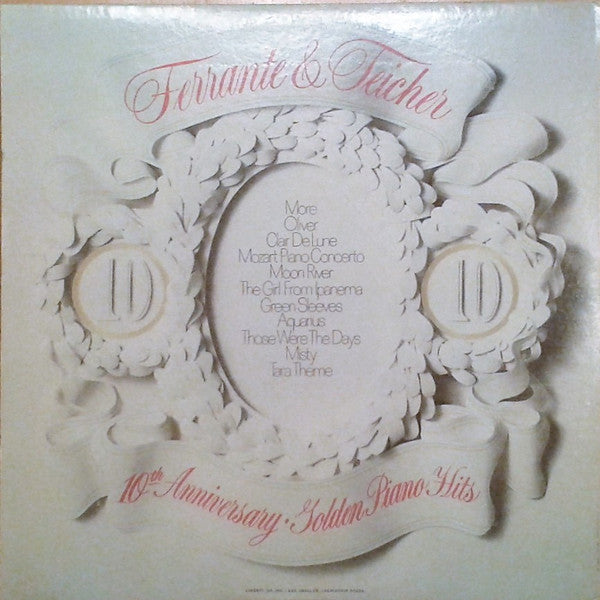 Ferrante & Teicher
More
Oliver
Clair De Lune
Mozart Piano Concerto
Moon River
10
10
The Girl From Ipanema
Green Sleeves
Aquarius
Those Were The Days
Misty
Tara Theme
10th Anniversary · Golden Piano Hits